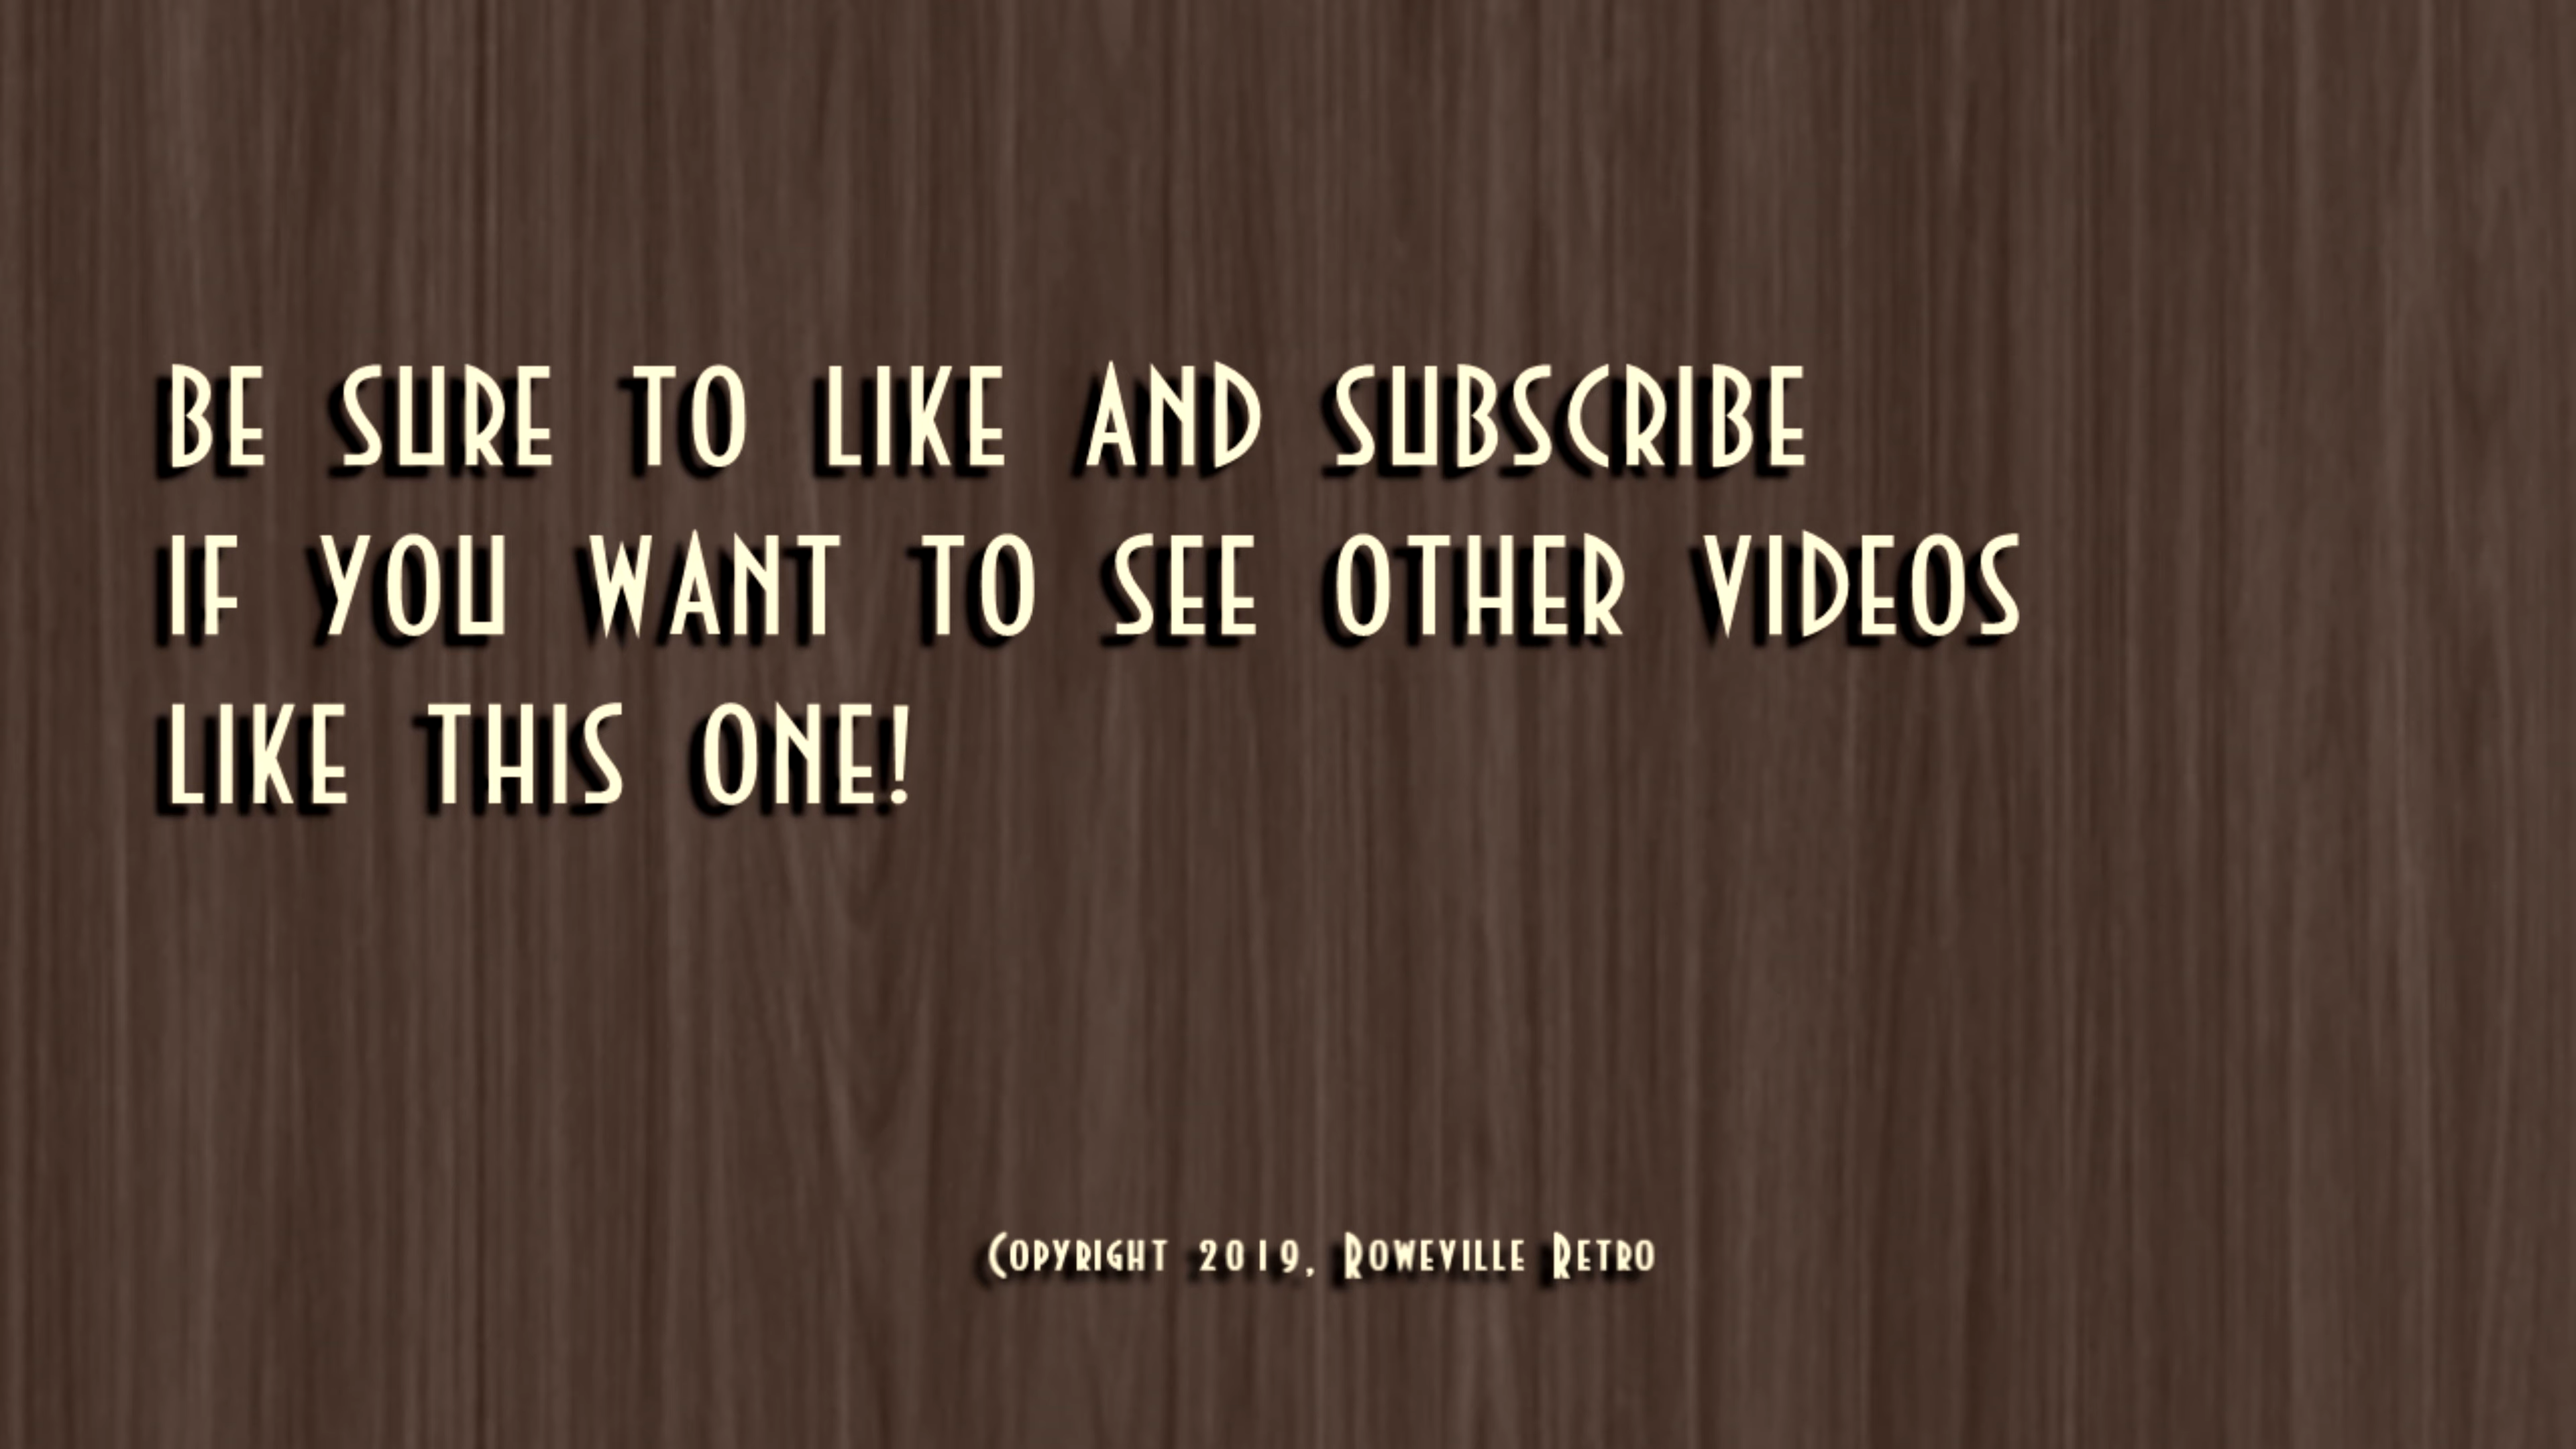 BE SURE TO LIKE AND SUBSCRIBE
IF YOU WANT TO SEE OTHER VIDEOS
LIKE THIS ONE!
Copyright 2019, Roweville Retro